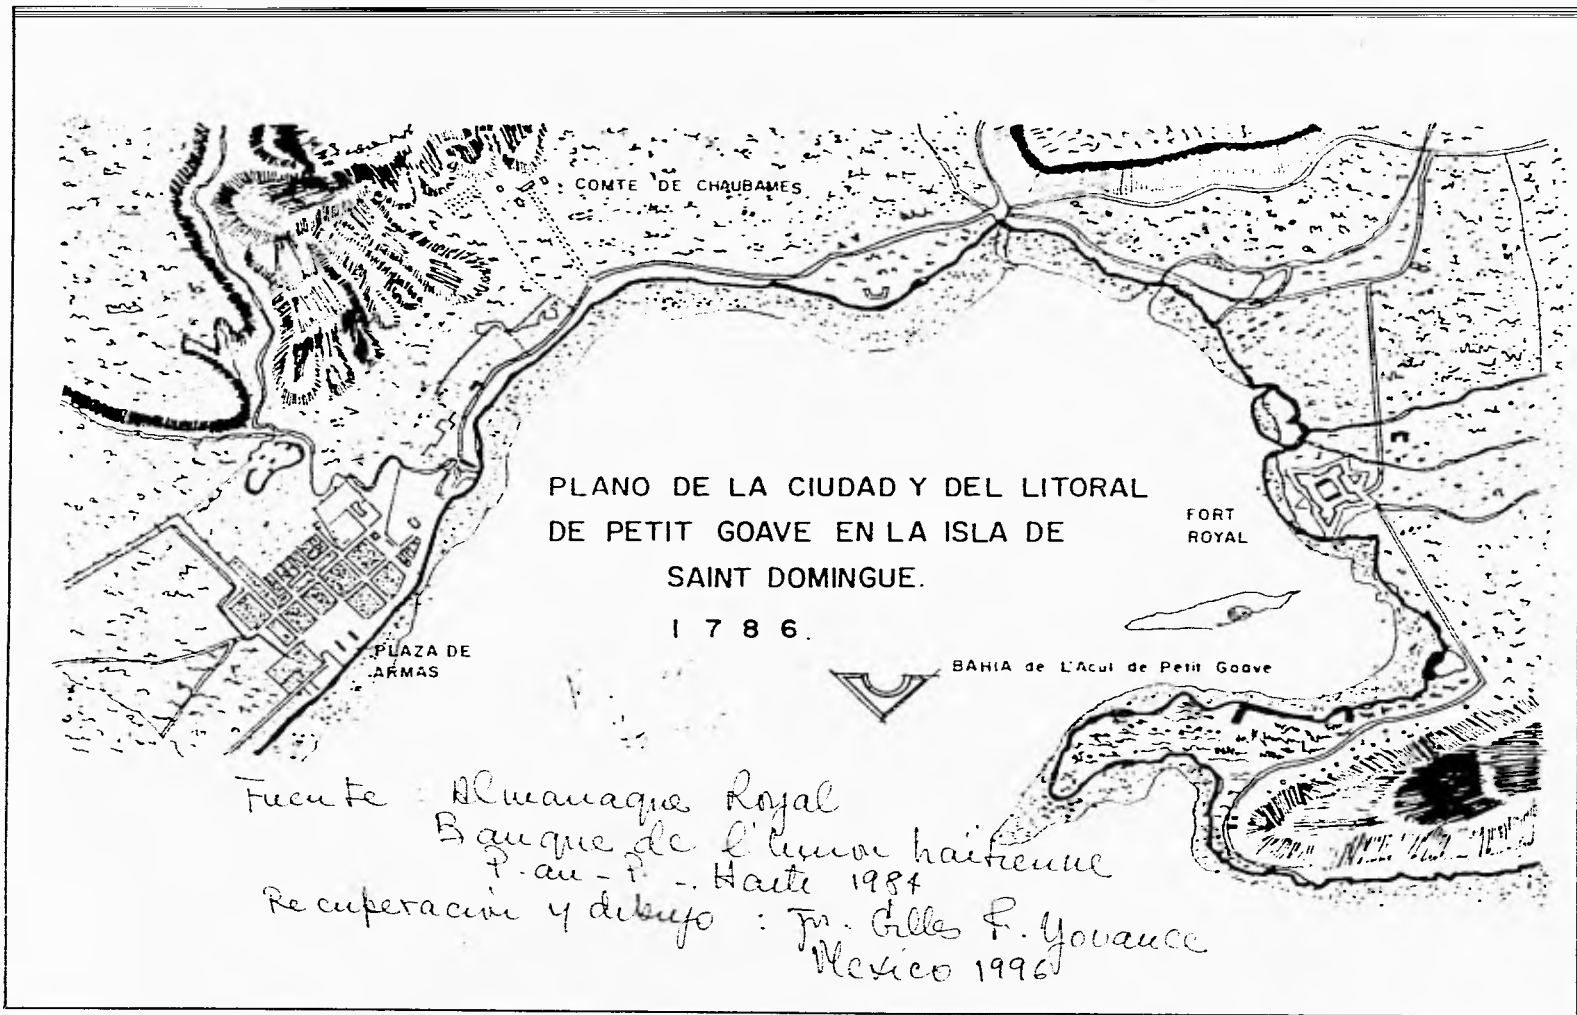 COMTE DE CHAUBAMES
PLANO DE LA CIUDAD Y DEL LITORAL
DE PETIT GOAVE EN LA ISLA DE
SAINT DOMINGUE.
1786.
FORT
ROYAL
PLAZA DE
ARMAS
BAHIA de L'Acul de Petit Goave
Fuente : Almanaque Royal
Banque de l'union haitienne
P. au - P. -. Haiti 1984
Recuperación y dibujo : Gilles F. Yovance
Mexico 1996